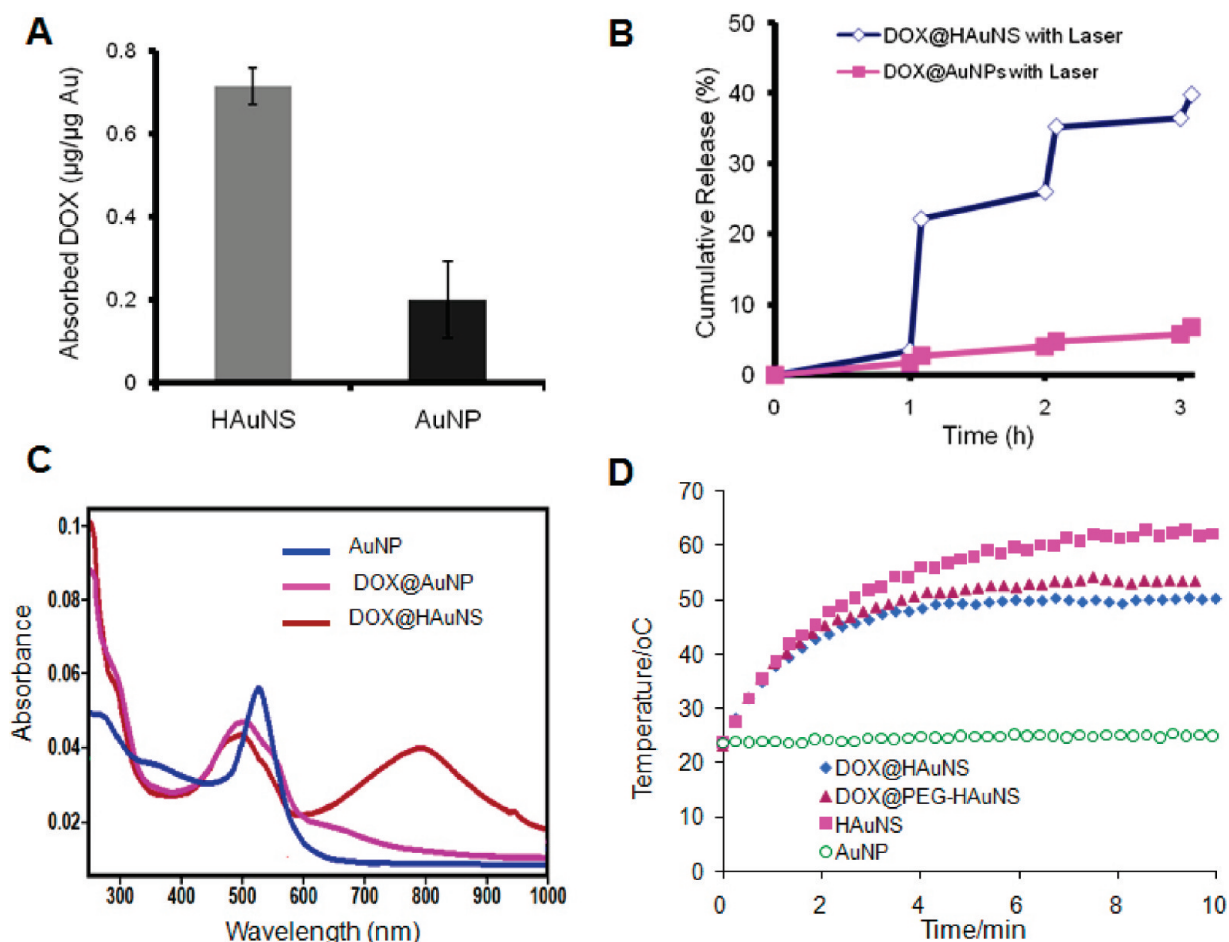 A
Absorbed DOX (µg/µg Au)
0.8
0.6
0.4
0.2
0
HAuNS
AuNP
B
Cumulative Release (%)
50
40
30
20
10
0
DOX@HAuNS with Laser
DOX@AuNPs with Laser
0
1
2
3
Time (h)
C
Absorbance
0.1
0.08
0.06
0.04
0.02
AuNP
DOX@AuNP
DOX@HAuNS
300 400 500 600 700 800 900 1000
Wavelength (nm)
D
Temperature/oC
70
60
50
40
30
20
10
0
DOX@HAuNS
DOX@PEG-HAuNS
HAuNS
AuNP
0 2 4 6 8 10
Time/min